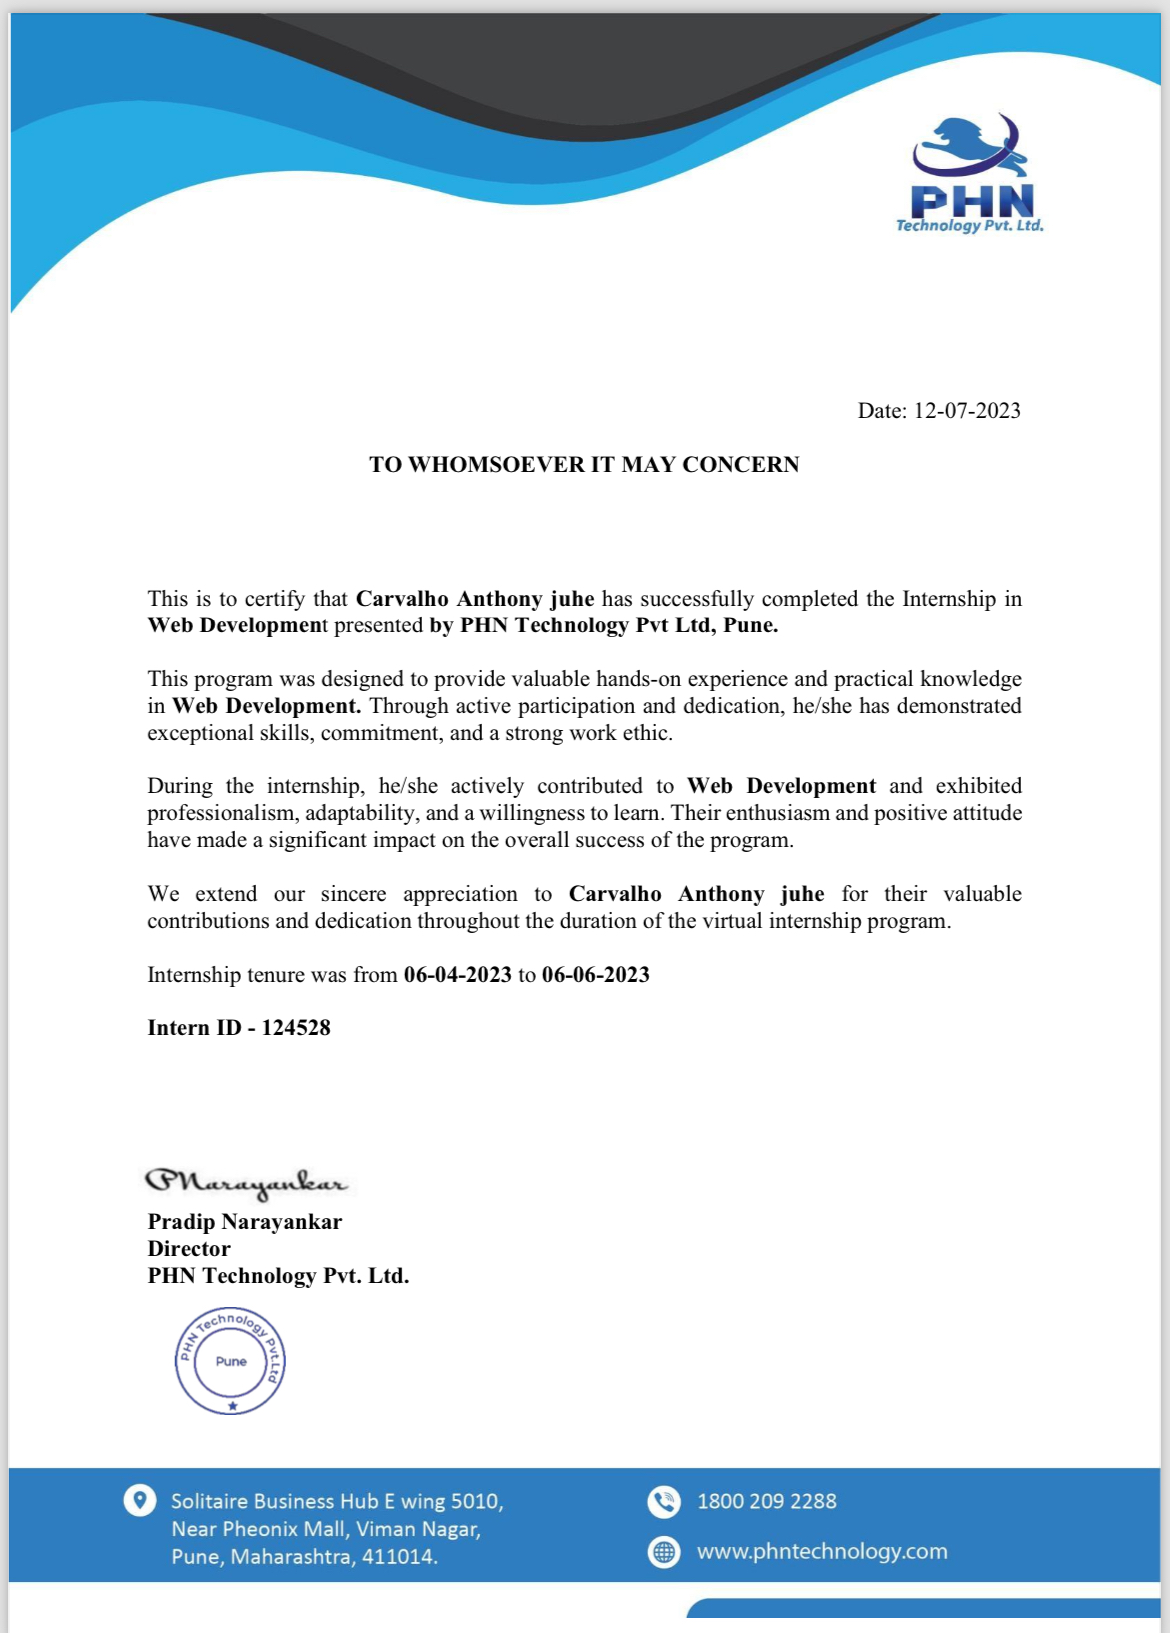 PHN
Technology Pvt. Ltd.
Date: 12-07-2023
TO WHOMSOEVER IT MAY CONCERN
This is to certify that Carvalho Anthony juhe has successfully completed the Internship in
Web Development presented by PHN Technology Pvt Ltd, Pune.
This program was designed to provide valuable hands-on experience and practical knowledge
in Web Development. Through active participation and dedication, he/she has demonstrated
exceptional skills, commitment, and a strong work ethic.
During the internship, he/she actively contributed to Web Development and exhibited
professionalism, adaptability, and a willingness to learn. Their enthusiasm and positive attitude
have made a significant impact on the overall success of the program.
We extend our sincere appreciation to Carvalho Anthony juhe for their valuable
contributions and dedication throughout the duration of the virtual internship program.
Internship tenure was from 06-04-2023 to 06-06-2023
Intern ID - 124528
PNarayankar
Pradip Narayankar
Director
PHN Technology Pvt. Ltd.
PHN Technology Pvt.Ltd
Pune
Solitaire Business Hub E wing 5010,
Near Pheonix Mall, Viman Nagar,
Pune, Maharashtra, 411014.
1800 209 2288
www.phntechnology.com